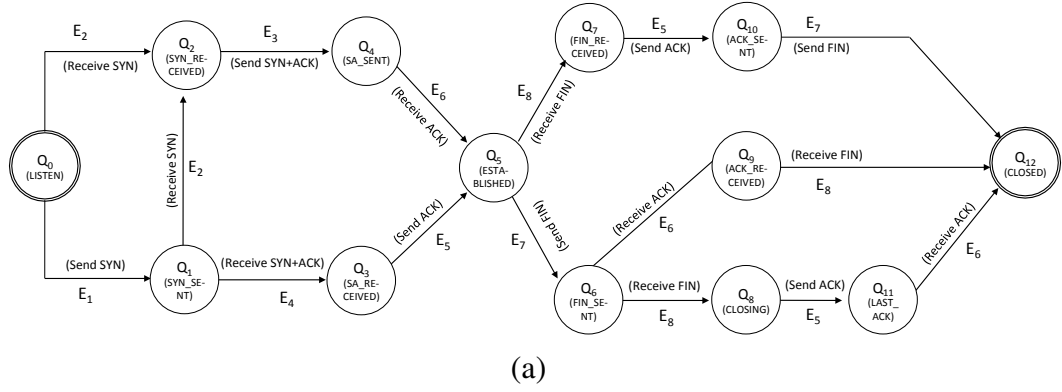 E2
(Receive SYN)
Q2
(SYN_RE-
CEIVED)
E3
(Send SYN+ACK)
Q4
(SA_SENT)
E6
(Receive ACK)
Q0
(LISTEN)
(Receive SYN)
E2
(Send SYN)
E1
Q1
(SYN_SE-
NT)
(Receive SYN+ACK)
E4
Q3
(SA_RE-
CEIVED)
(Send ACK)
E5
Q5
(ESTA-
BLISHED)
E8
(Receive FIN)
Q7
(FIN_RE-
CEIVED)
E5
(Send ACK)
Q10
(ACK_SE-
NT)
E7
(Send FIN)
(Send FIN)
E7
Q6
(FIN_SE-
NT)
(Receive ACK)
E6
Q9
(ACK_RE-
CEIVED)
(Receive FIN)
E8
(Receive FIN)
E8
Q8
(CLOSING)
(Send ACK)
E5
Q11
(LAST_
ACK)
(Receive ACK)
E6
Q12
(CLOSED)
(a)